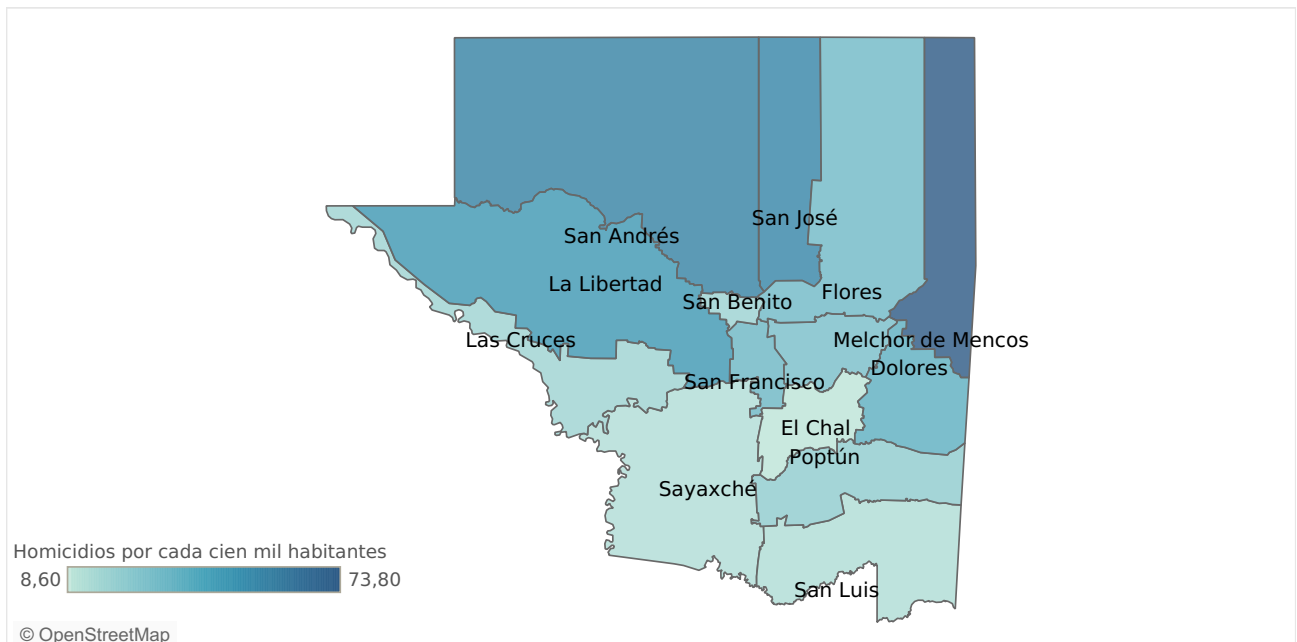 San José
San Andrés
La Libertad
Flores
San Benito
Las Cruces
Melchor de Mencos
Dolores
San Francisco
El Chal
Poptún
Sayaxché
San Luis
Homicidios por cada cien mil habitantes
8,60 73,80
© OpenStreetMap